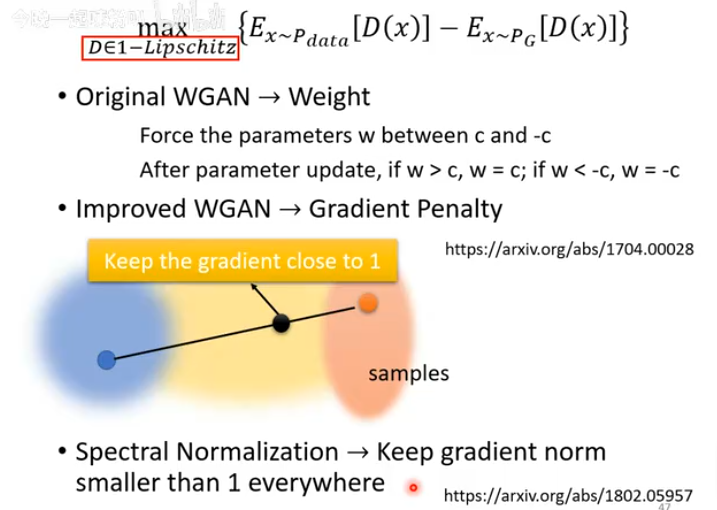 max {E_{x~P_{data}}[D(x)] − E_{x~P_G}[D(x)]}
D∈1−Lipschitz
• Original WGAN → Weight
Force the parameters w between c and -c
After parameter update, if w > c, w = c; if w < -c, w = -c
• Improved WGAN → Gradient Penalty
https://arxiv.org/abs/1704.00028
Keep the gradient close to 1
samples
• Spectral Normalization → Keep gradient norm
smaller than 1 everywhere
https://arxiv.org/abs/1802.05957
47